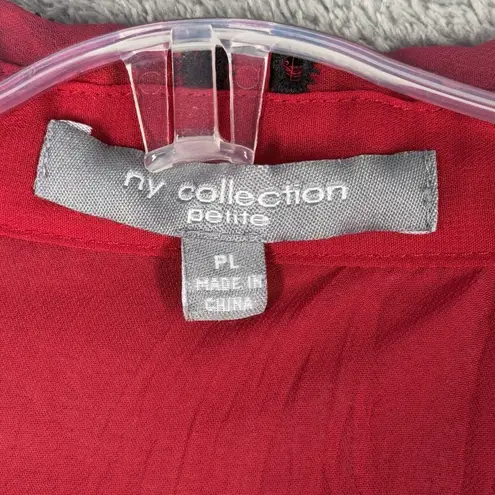 ny collection
petite
PL
MADE IN
CHINA